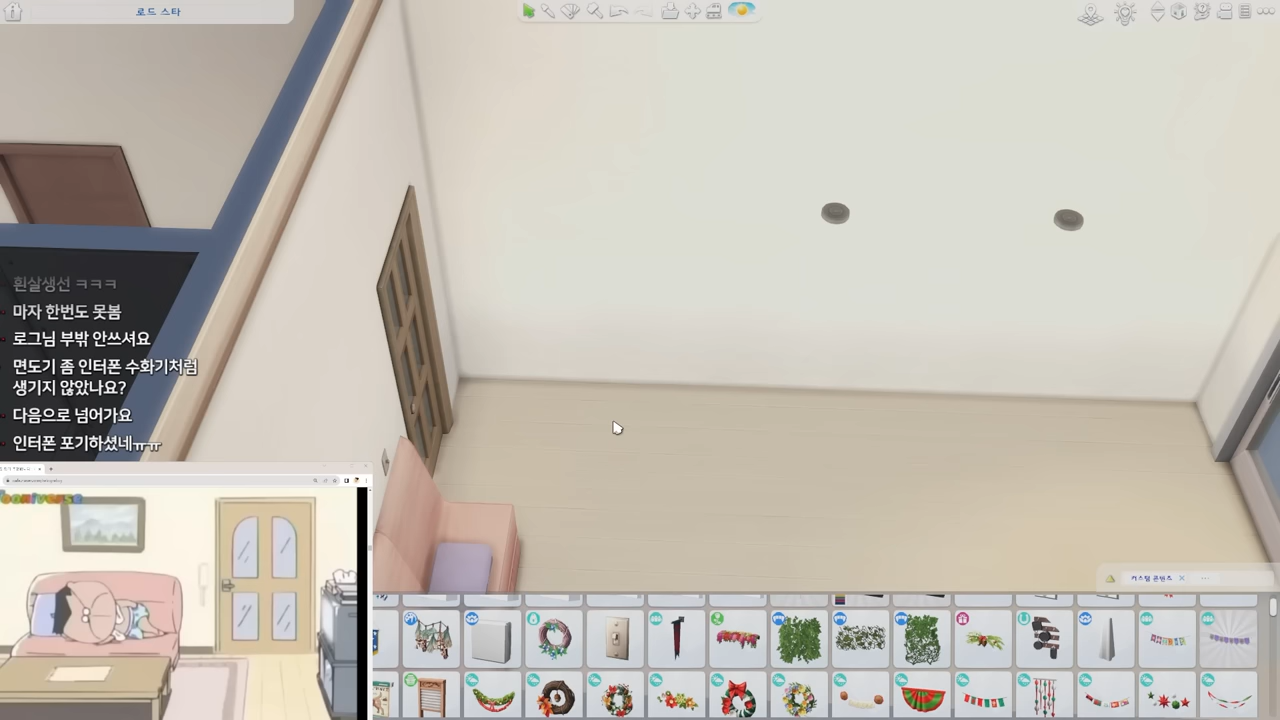 로드 스타
흰살생선 ㅋㅋㅋ
마자 한번도 못봄
로그님 부밖 안쓰셔요
면도기 좀 인터폰 수화기처럼
생기지 않았나요?
다음으로 넘어가요
인터폰 포기하셨네ㅠㅠ
커스텀 콘텐츠